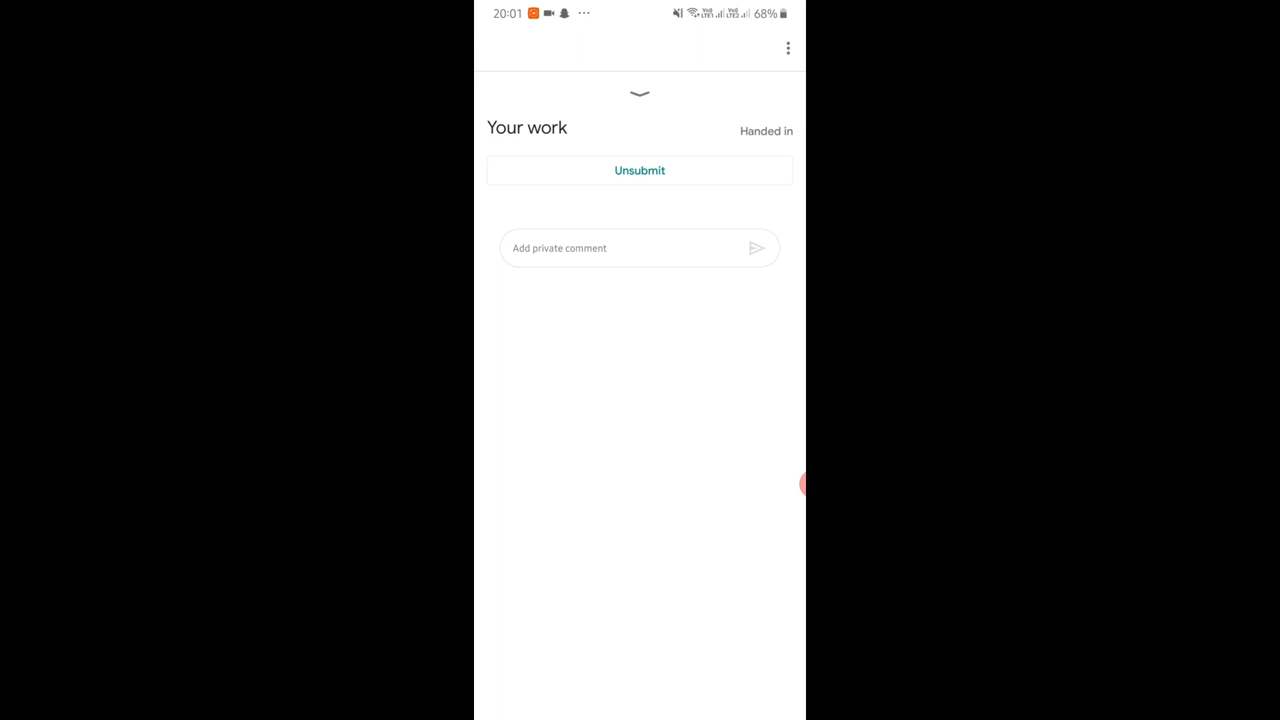 20:01 68%
Your work
Handed in
Unsubmit
Add private comment